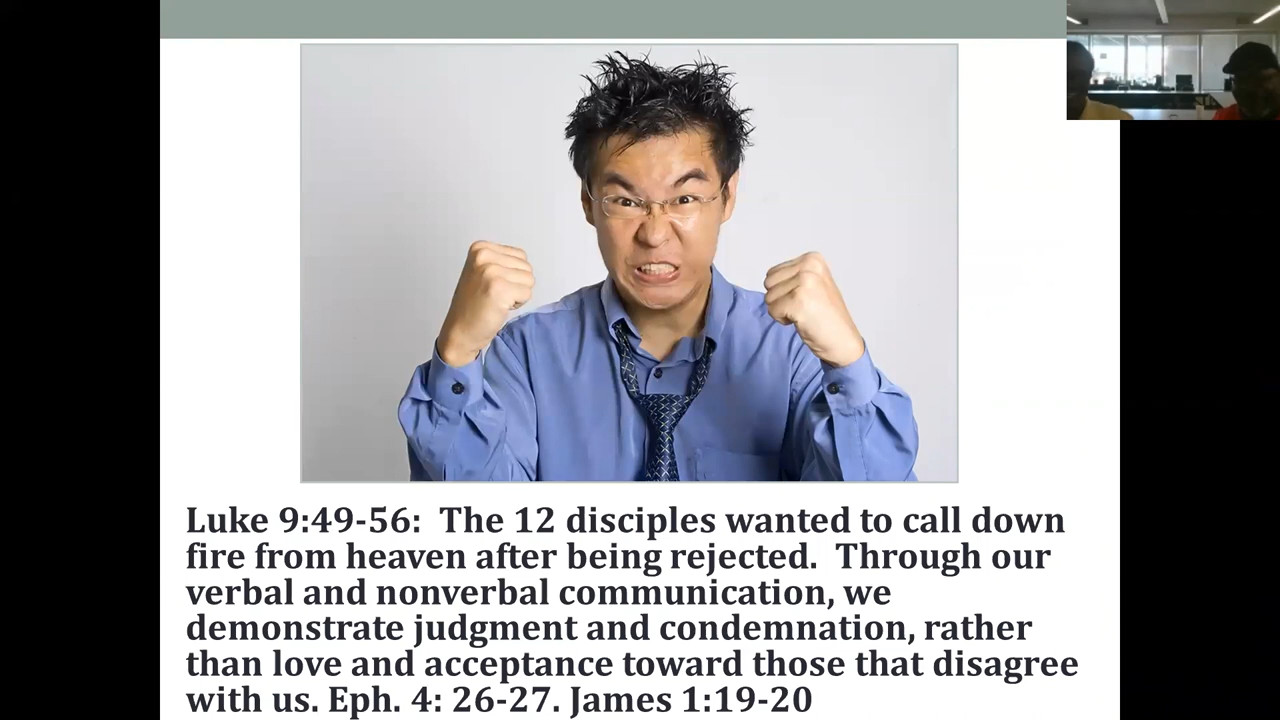 Luke 9:49-56:  The 12 disciples wanted to call down
fire from heaven after being rejected.  Through our
verbal and nonverbal communication, we
demonstrate judgment and condemnation, rather
than love and acceptance toward those that disagree
with us. Eph. 4: 26-27. James 1:19-20